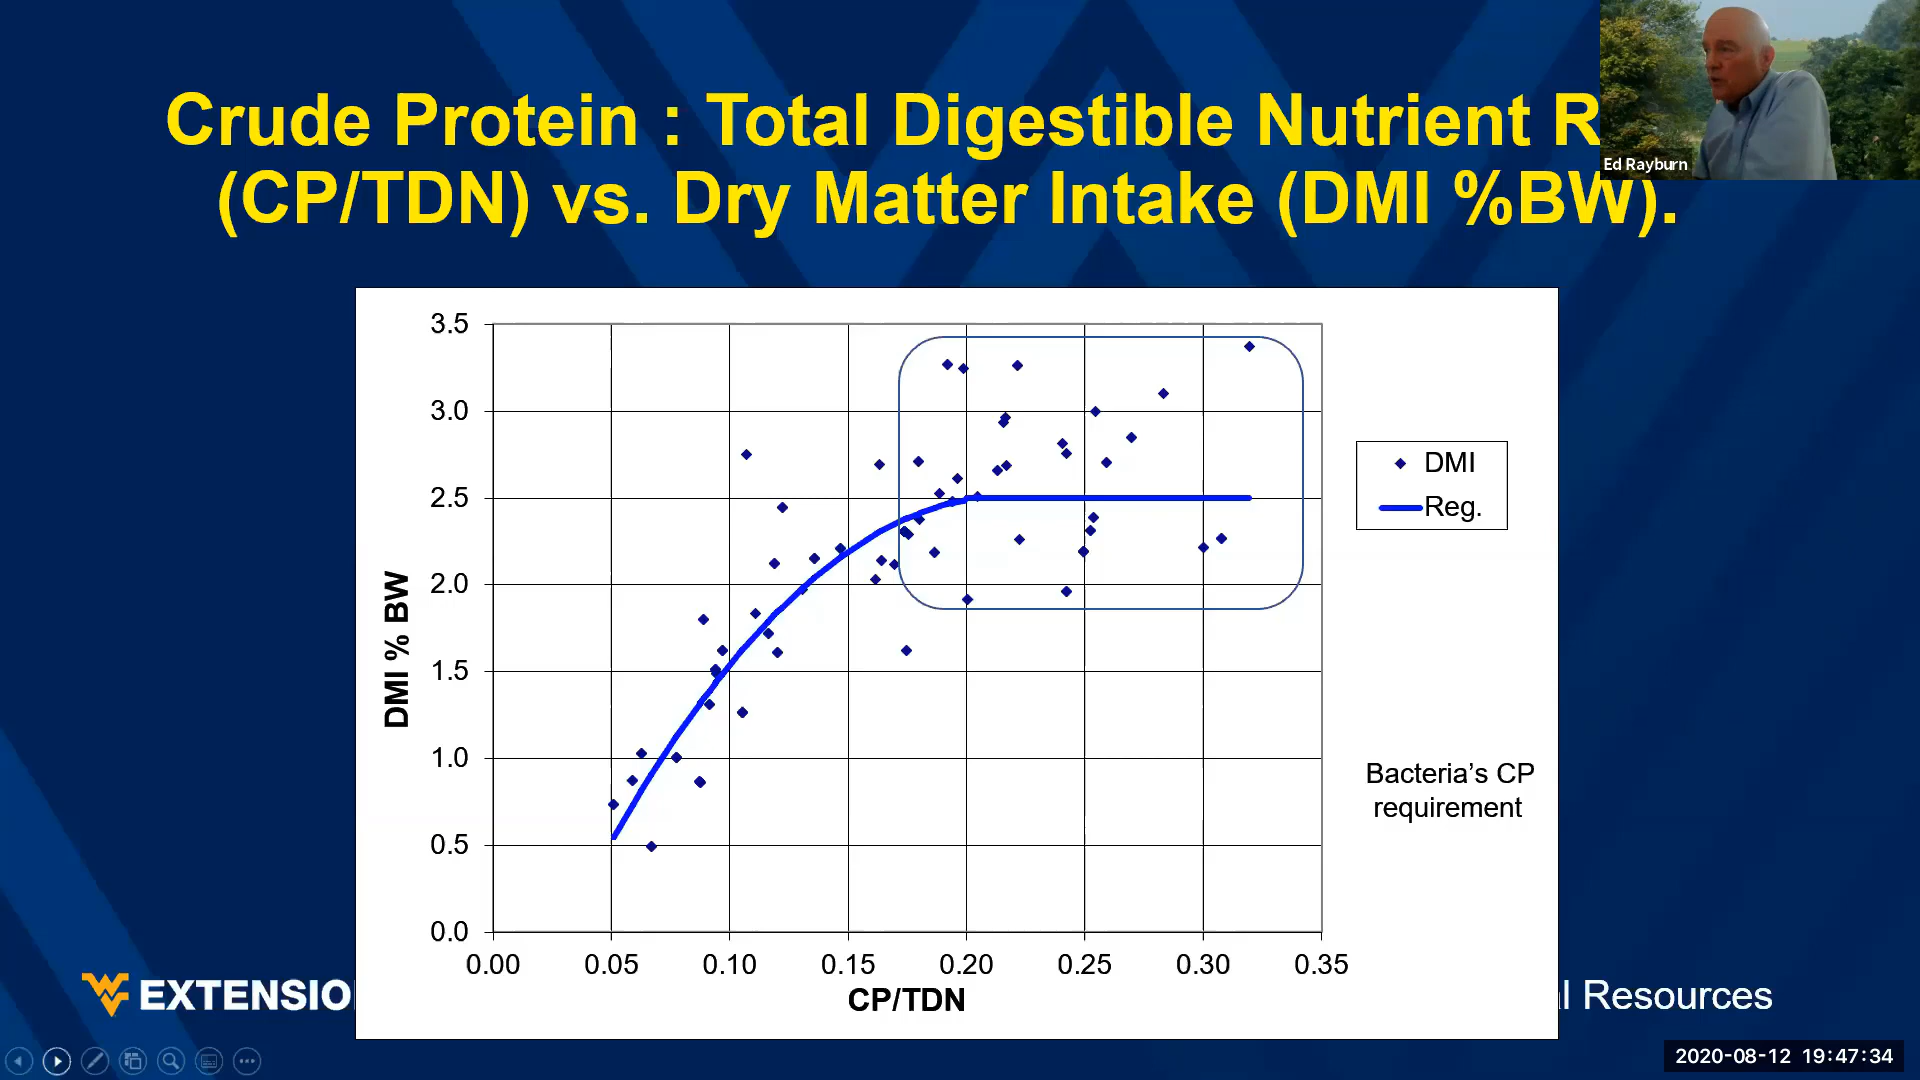 Crude Protein : Total Digestible Nutrient R
(CP/TDN) vs. Dry Matter Intake (DMI %BW).
Ed Rayburn
3.5
3.0
2.5
2.0
1.5
1.0
0.5
0.0
DMI % BW
0.00 0.05 0.10 0.15 0.20 0.25 0.30 0.35
CP/TDN
DMI
Reg.
Bacteria's CP
requirement
EXTENSIO
l Resources
2020-08-12 19:47:34